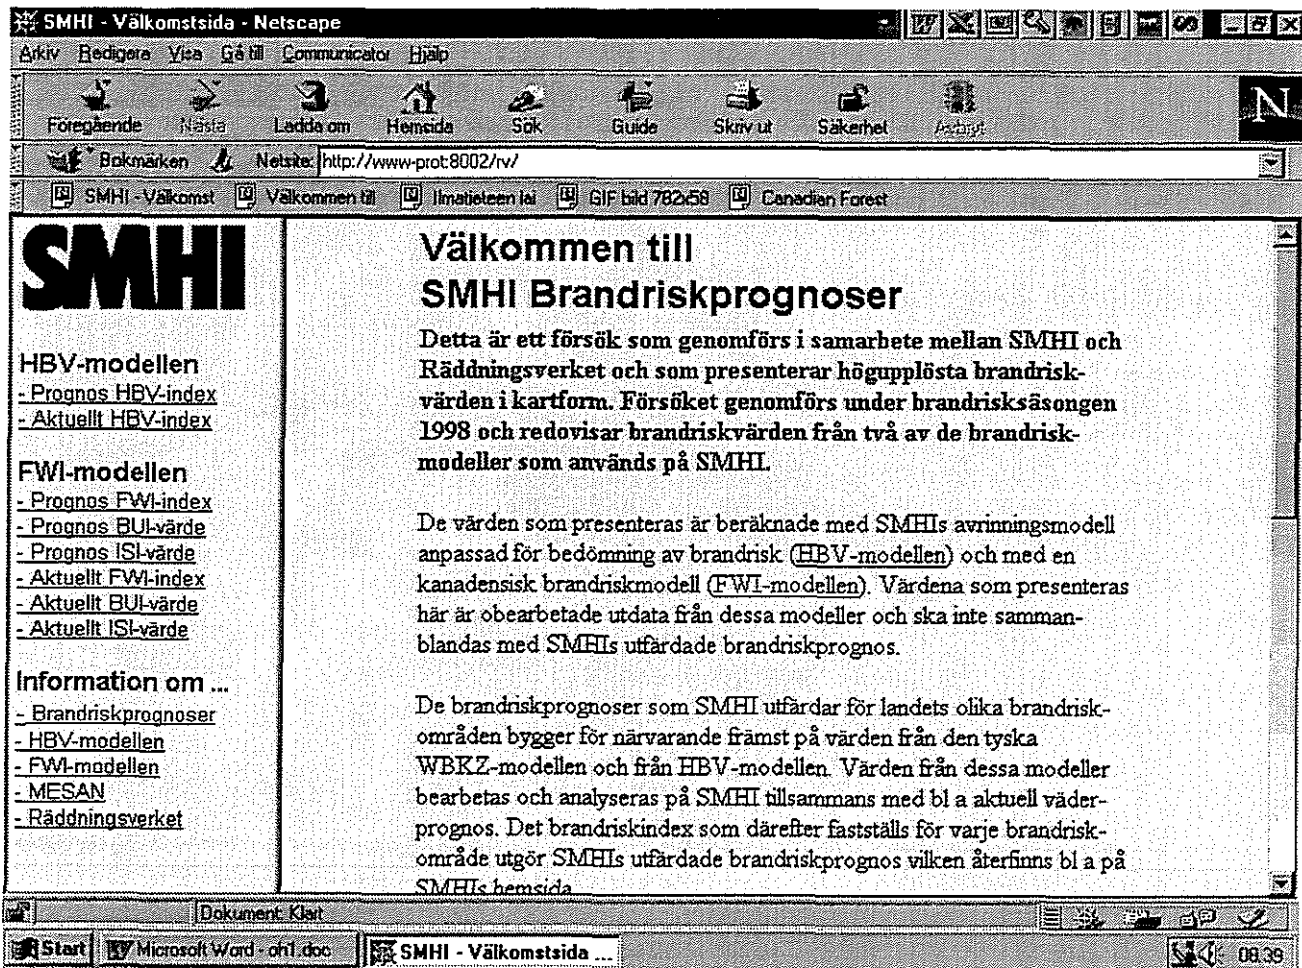 SMHI - Välkomstsida - Netscape
Arkiv Redigera Visa Gå till Communicator Hjälp
Föregående Nästa Ladda om Hemsida Sök Guide Skriv ut Säkerhet Avbryt
Bokmärken Netsite: http://www-prot:8002/rv/
SMHI - Välkomst Välkommen till Ilmatieteen lai GIF bild 782x58 Canadian Forest
SMHI
HBV-modellen
- Prognos HBV-index
- Aktuellt HBV-index
FWI-modellen
- Prognos FWI-index
- Prognos BUI-värde
- Prognos ISI-värde
- Aktuellt FWI-index
- Aktuellt BUI-värde
- Aktuellt ISI-värde
Information om ...
- Brandriskprognoser
- HBV-modellen
- FWI-modellen
- MESAN
- Räddningsverket
Välkommen till
SMHI Brandriskprognoser
Detta är ett försök som genomförs i samarbete mellan SMHI och
Räddningsverket och som presenterar högupplösta brandrisk-
värden i kartform. Försöket genomförs under brandrisksäsongen
1998 och redovisar brandriskvärden från två av de brandrisk-
modeller som används på SMHI.
De värden som presenteras är beräknade med SMHIs avrinningsmodell
anpassad för bedömning av brandrisk (HBV-modellen) och med en
kanadensisk brandriskmodell (FWI-modellen). Värdena som presenteras
här är obearbetade utdata från dessa modeller och ska inte samman-
blandas med SMHIs utfärdade brandriskprognos.
De brandriskprognoser som SMHI utfärdar för landets olika brandrisk-
områden bygger för närvarande främst på värden från den tyska
WBKZ-modellen och från HBV-modellen. Värden från dessa modeller
bearbetas och analyseras på SMHI tillsammans med bl a aktuell väder-
prognos. Det brandriskindex som därefter fastställs för varje brandrisk-
område utgör SMHIs utfärdade brandriskprognos vilken återfinns bl a på
SMHIs hemsida
Dokument: Klart
Start Microsoft Word - oh1.doc SMHI - Välkomstsida ... 08:39